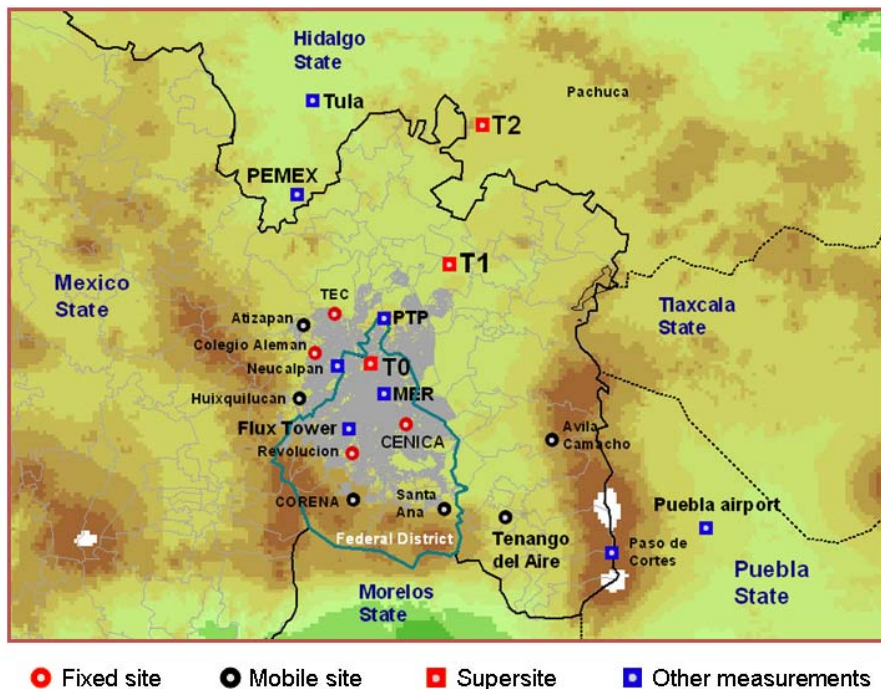 Hidalgo
State
Pachuca
Tula
T2
PEMEX
T1
Mexico
State
Tlaxcala
State
TEC
Atizapan
PTP
Colegio Aleman
Neucalpan
T0
Huixquilucan
MER
Flux Tower
CENICA
Avila
Camacho
Revolucion
CORENA
Santa
Ana
Federal District
Tenango
del Aire
Puebla airport
Paso de
Cortes
Puebla
State
Morelos
State
Fixed site
Mobile site
Supersite
Other measurements